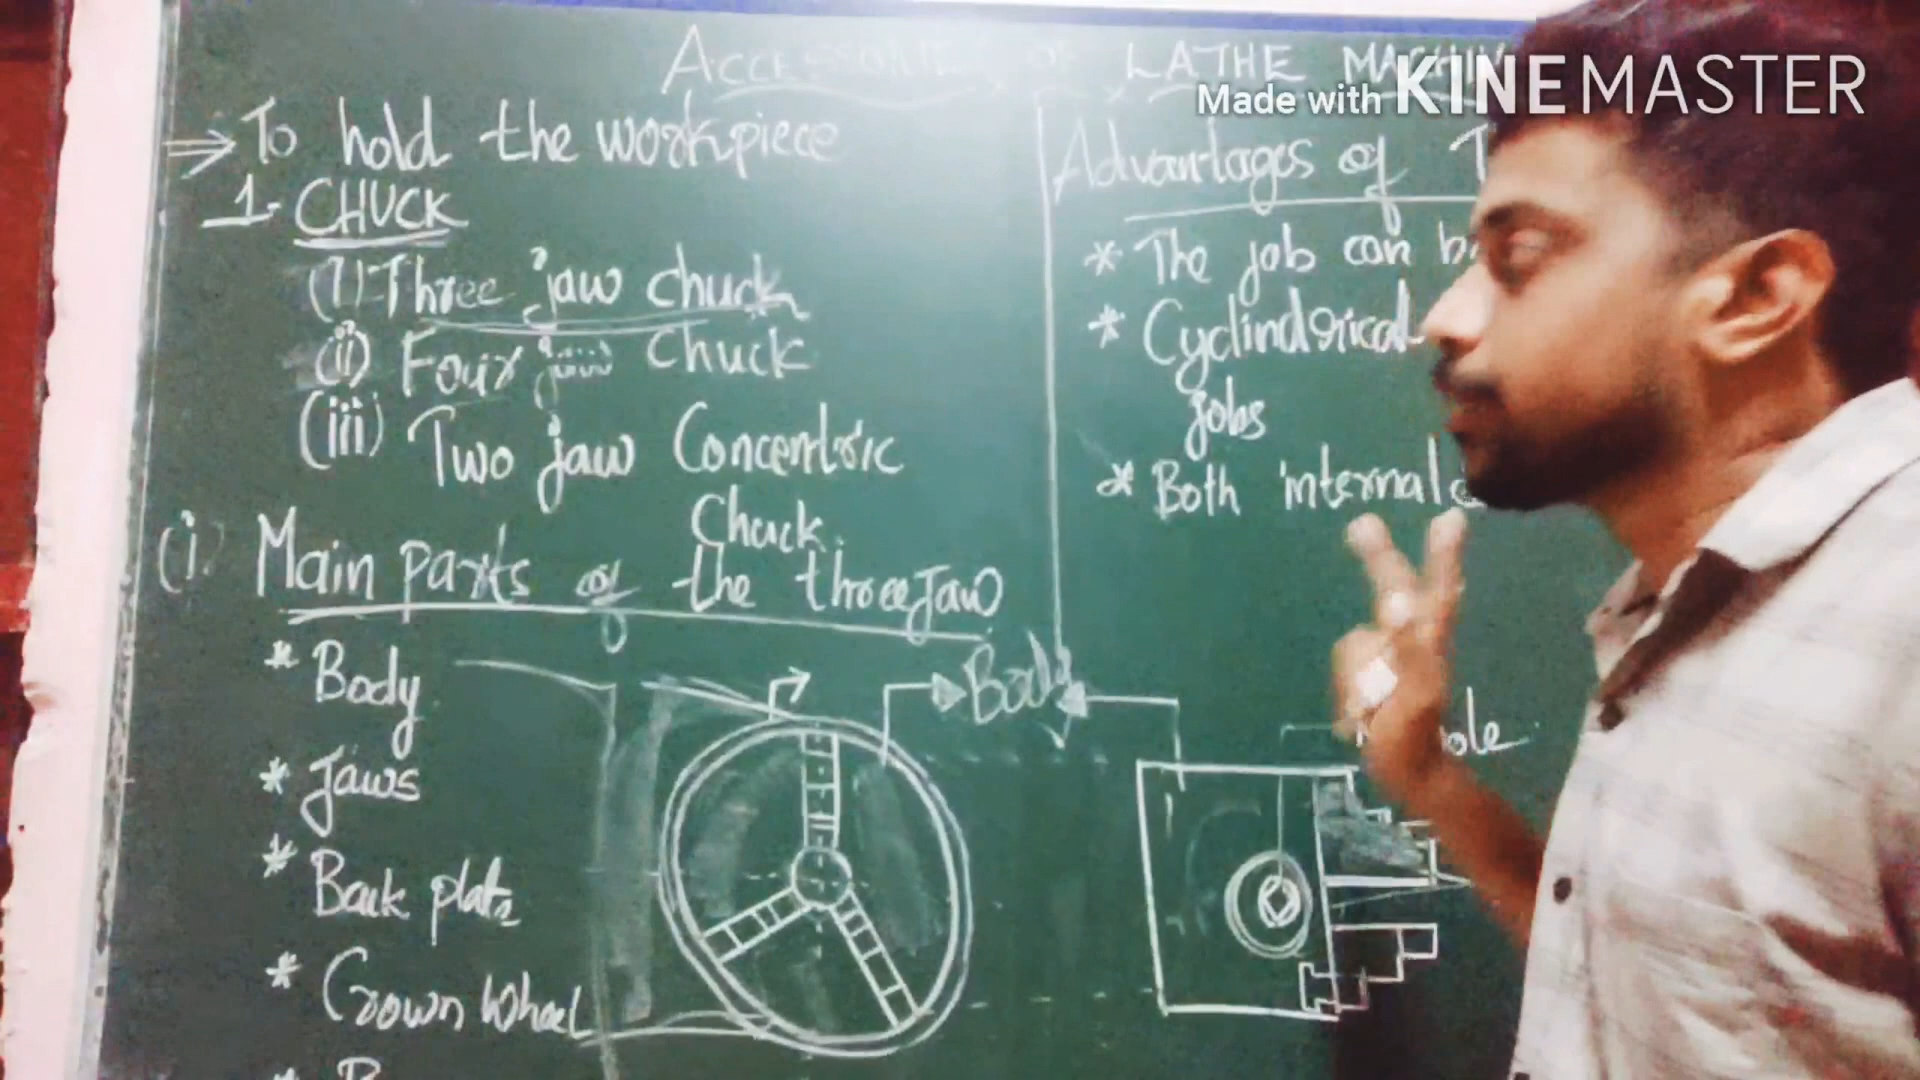 ACCESSORIES OF LATHE MACHIN
Made with KINEMASTER
⇒ To hold the workpiece
1- CHUCK
(i) Three jaw chuck
(ii) Four jaw Chuck
(iii) Two jaw Concentric
Chuck.
(i) Main parts of the three Jaw
* Body
* Jaws
* Back plate
* Crown Wheel
Body
Advantages of T
* The job can b
* Cyclindrical
jobs
* Both internal
ole